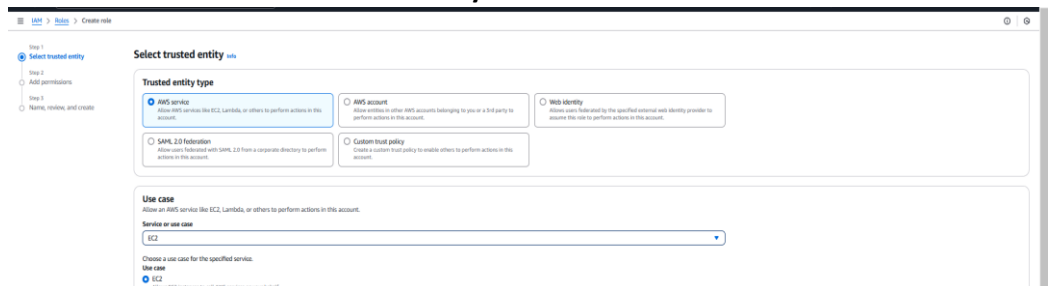 IAM > Roles > Create role
Step 1
Select trusted entity
Step 2
Add permissions
Step 3
Name, review, and create
Select trusted entity Info
Trusted entity type
AWS service
Allow AWS services like EC2, Lambda, or others to perform actions in this
account.
AWS account
Allow entities in other AWS accounts belonging to you or a 3rd party to
perform actions in this account.
Web identity
Allows users federated by the specified external web identity provider to
assume this role to perform actions in this account.
SAML 2.0 federation
Allow users federated with SAML 2.0 from a corporate directory to perform
actions in this account.
Custom trust policy
Create a custom trust policy to enable others to perform actions in this
account.
Use case
Allow an AWS service like EC2, Lambda, or others to perform actions in this account.
Service or use case
EC2
Choose a use case for the specified service.
Use case
EC2